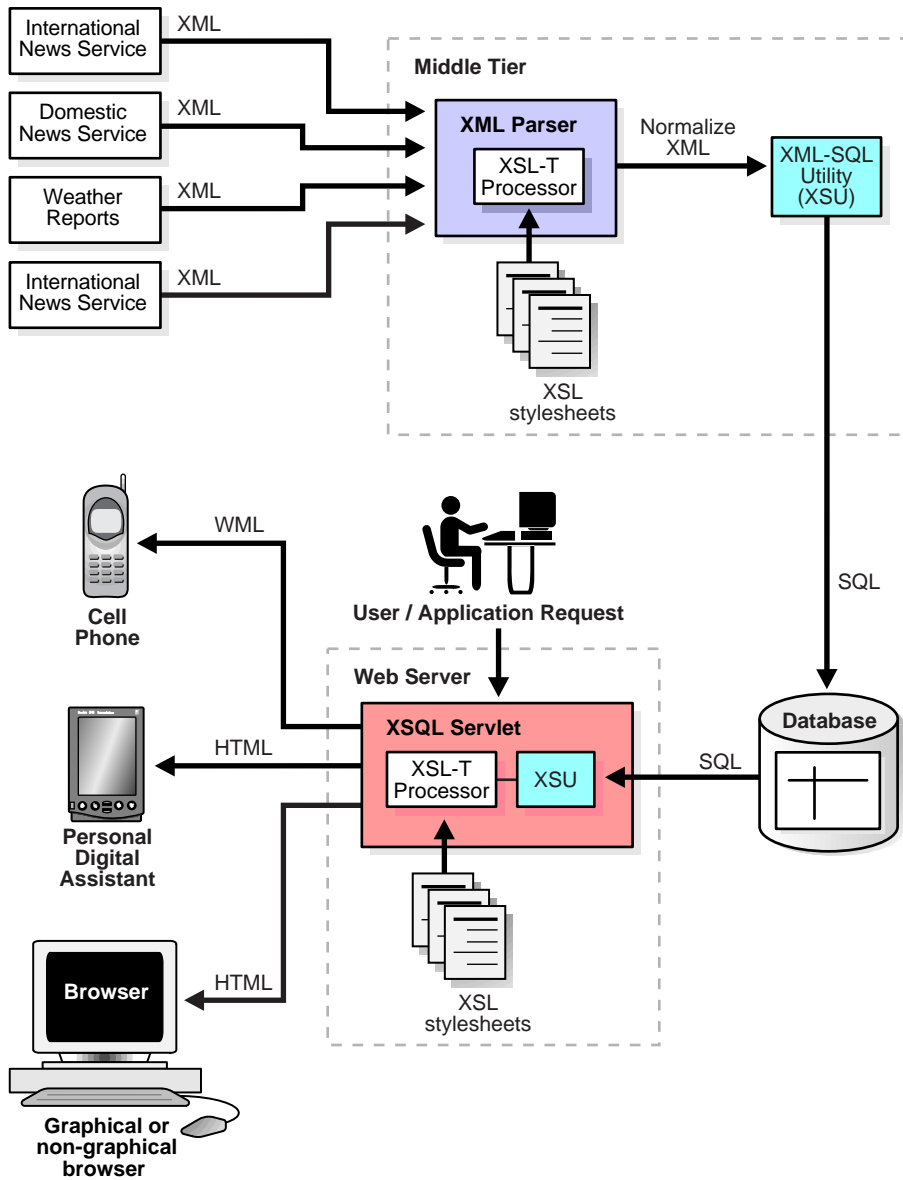 International
News Service
XML
Domestic
News Service
XML
Weather
Reports
XML
International
News Service
XML
Middle Tier
XML Parser
XSL-T
Processor
Normalize
XML
XML-SQL
Utility
(XSU)
XSL
stylesheets
SQL
WML
Cell
Phone
User / Application Request
Web Server
XSQL Servlet
XSL-T
Processor
XSU
SQL
Database
HTML
Personal
Digital
Assistant
XSL
stylesheets
HTML
Browser
Graphical or
non-graphical
browser